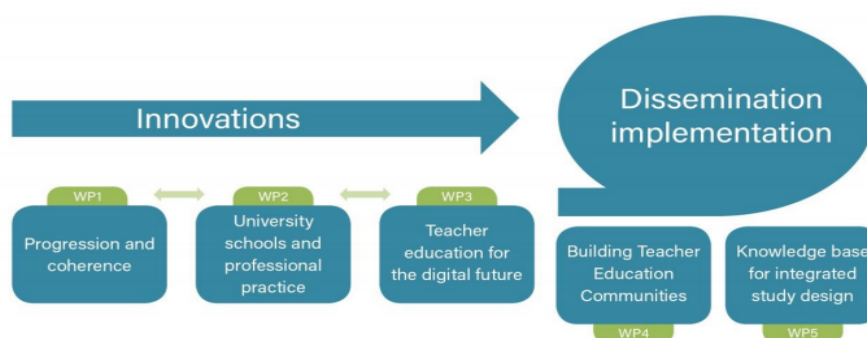 Innovations
Dissemination
implementation
WP1
Progression and
coherence
WP2
University
schools and
professional
practice
WP3
Teacher
education for
the digital future
Building Teacher
Education
Communities
WP4
Knowledge base
for integrated
study design
WP5